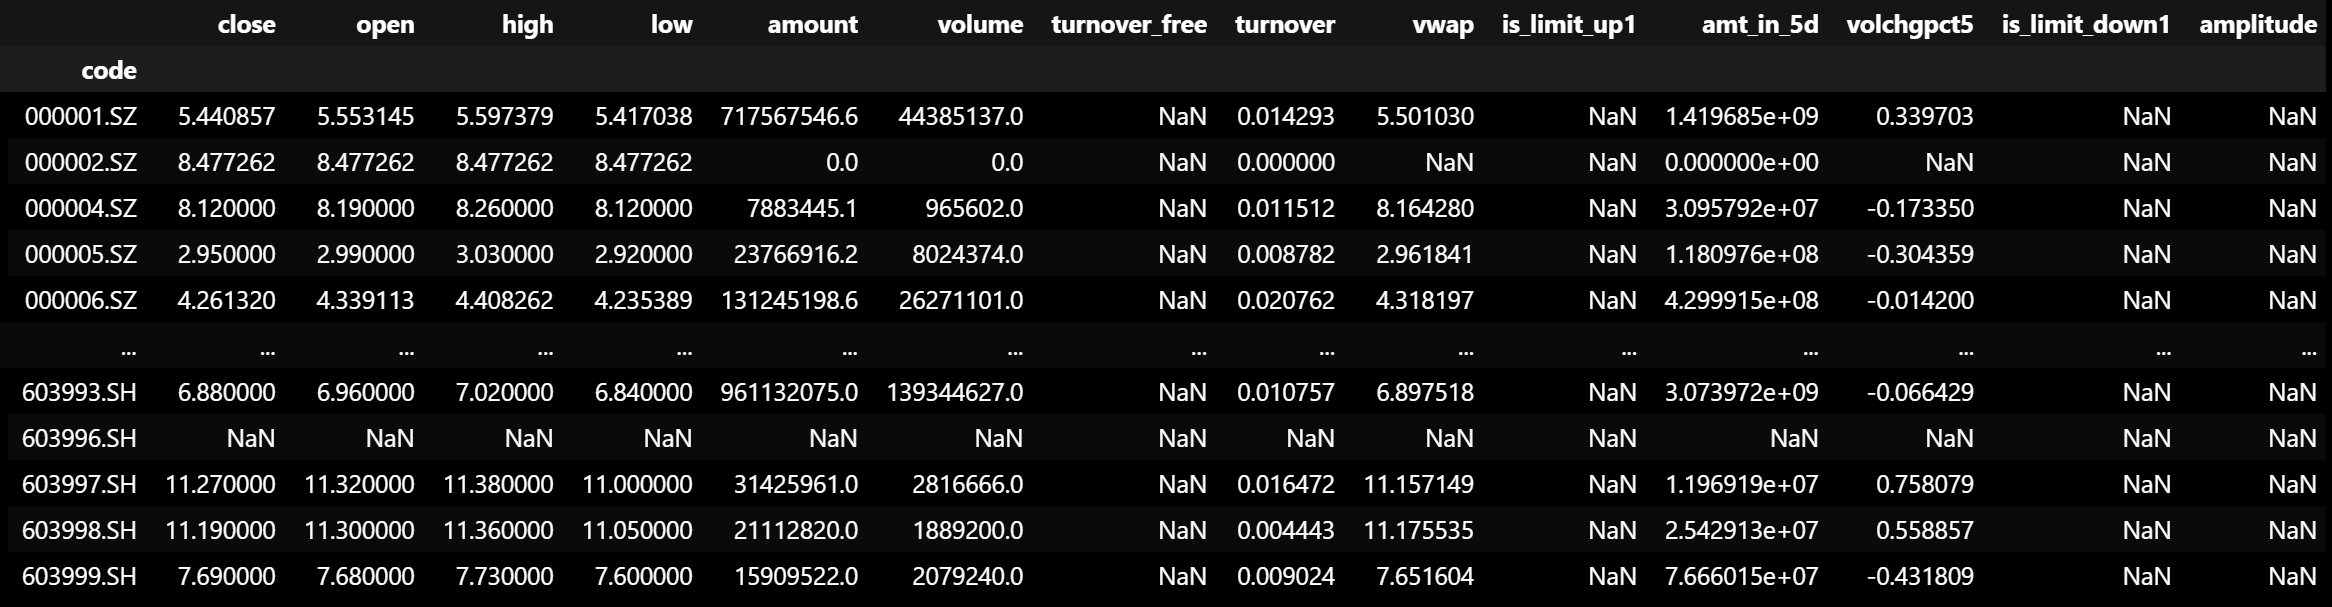 close open high low amount volume turnover_free turnover vwap is_limit_up1 amt_in_5d volchgpct5 is_limit_down1 amplitude
code
000001.SZ 5.440857 5.553145 5.597379 5.417038 717567546.6 44385137.0 NaN 0.014293 5.501030 NaN 1.419685e+09 0.339703 NaN NaN
000002.SZ 8.477262 8.477262 8.477262 8.477262 0.0 0.0 NaN 0.000000 NaN NaN 0.000000e+00 NaN NaN NaN
000004.SZ 8.120000 8.190000 8.260000 8.120000 7883445.1 965602.0 NaN 0.011512 8.164280 NaN 3.095792e+07 -0.173350 NaN NaN
000005.SZ 2.950000 2.990000 3.030000 2.920000 23766916.2 8024374.0 NaN 0.008782 2.961841 NaN 1.180976e+08 -0.304359 NaN NaN
000006.SZ 4.261320 4.339113 4.408262 4.235389 131245198.6 26271101.0 NaN 0.020762 4.318197 NaN 4.299915e+08 -0.014200 NaN NaN
... ... ... ... ... ... ... ... ... ... ... ... ... ... ...
603993.SH 6.880000 6.960000 7.020000 6.840000 961132075.0 139344627.0 NaN 0.010757 6.897518 NaN 3.073972e+09 -0.066429 NaN NaN
603996.SH NaN NaN NaN NaN NaN NaN NaN NaN NaN NaN NaN NaN NaN NaN
603997.SH 11.270000 11.320000 11.380000 11.000000 31425961.0 2816666.0 NaN 0.016472 11.157149 NaN 1.196919e+07 0.758079 NaN NaN
603998.SH 11.190000 11.300000 11.360000 11.050000 21112820.0 1889200.0 NaN 0.004443 11.175535 NaN 2.542913e+07 0.558857 NaN NaN
603999.SH 7.690000 7.680000 7.730000 7.600000 15909522.0 2079240.0 NaN 0.009024 7.651604 NaN 7.666015e+07 -0.431809 NaN NaN